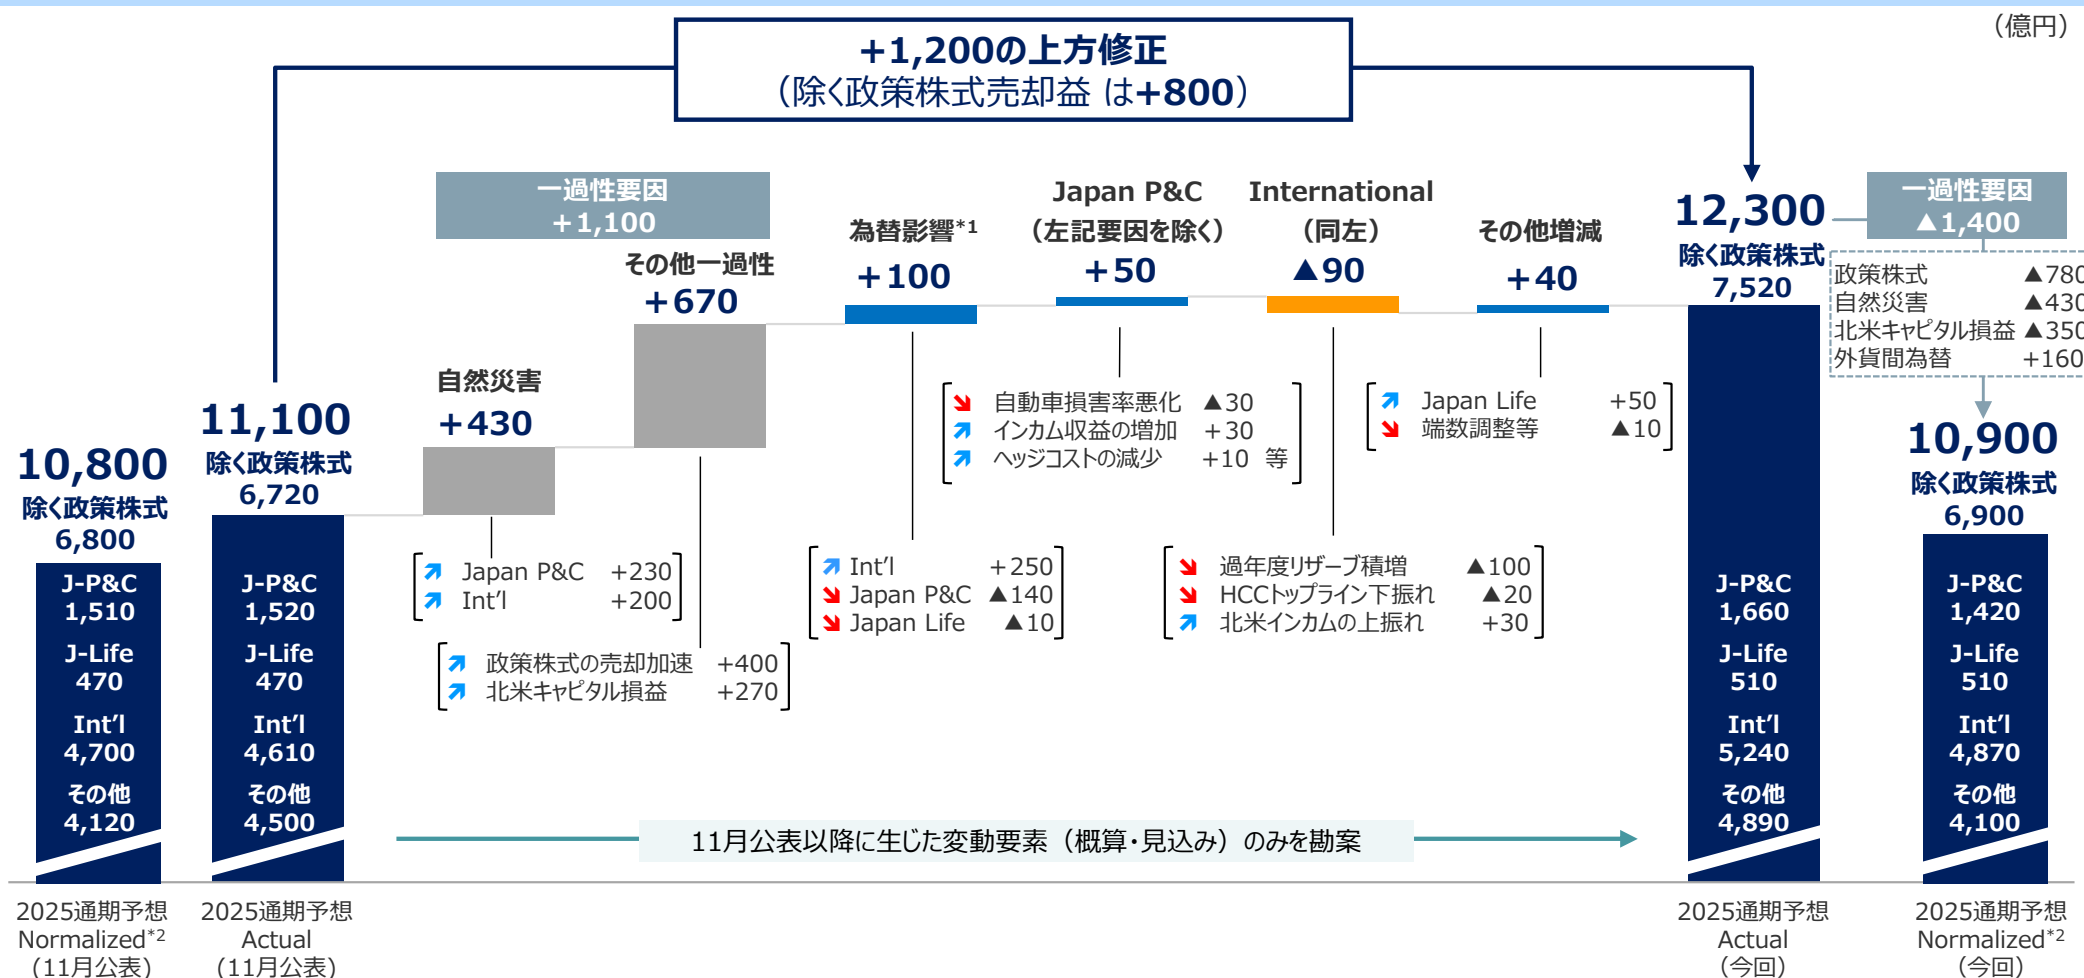 （億円）
+1,200の上方修正
（除く政策株式売却益 は+800）
一過性要因
+1,100
自然災害
+430
その他一過性
+670
為替影響*1
+100
Japan P&C
（左記要因を除く）
+50
International
（同左）
▲90
その他増減
+40
12,300
除く政策株式
7,520
一過性要因
▲1,400
政策株式 ▲780
自然災害 ▲430
北米キャピタル損益 ▲350
外貨間為替 +160
10,800
除く政策株式
6,800
11,100
除く政策株式
6,720
10,900
除く政策株式
6,900
自動車損害率悪化 ▲30
インカム収益の増加 +30
ヘッジコストの減少 +10 等
Japan Life +50
端数調整等 ▲10
Japan P&C +230
Int'l +200
政策株式の売却加速 +400
北米キャピタル損益 +270
Int'l +250
Japan P&C ▲140
Japan Life ▲10
過年度リザーブ積増 ▲100
HCCトップライン下振れ ▲20
北米インカムの上振れ +30
J-P&C
1,510
J-Life
470
Int'l
4,700
その他
4,120
J-P&C
1,520
J-Life
470
Int'l
4,610
その他
4,500
J-P&C
1,660
J-Life
510
Int'l
5,240
その他
4,890
J-P&C
1,420
J-Life
510
Int'l
4,870
その他
4,100
11月公表以降に生じた変動要素（概算・見込み）のみを勘案
2025通期予想
Normalized*2
(11月公表)
2025通期予想
Actual
(11月公表)
2025通期予想
Actual
(今回)
2025通期予想
Normalized*2
(今回)